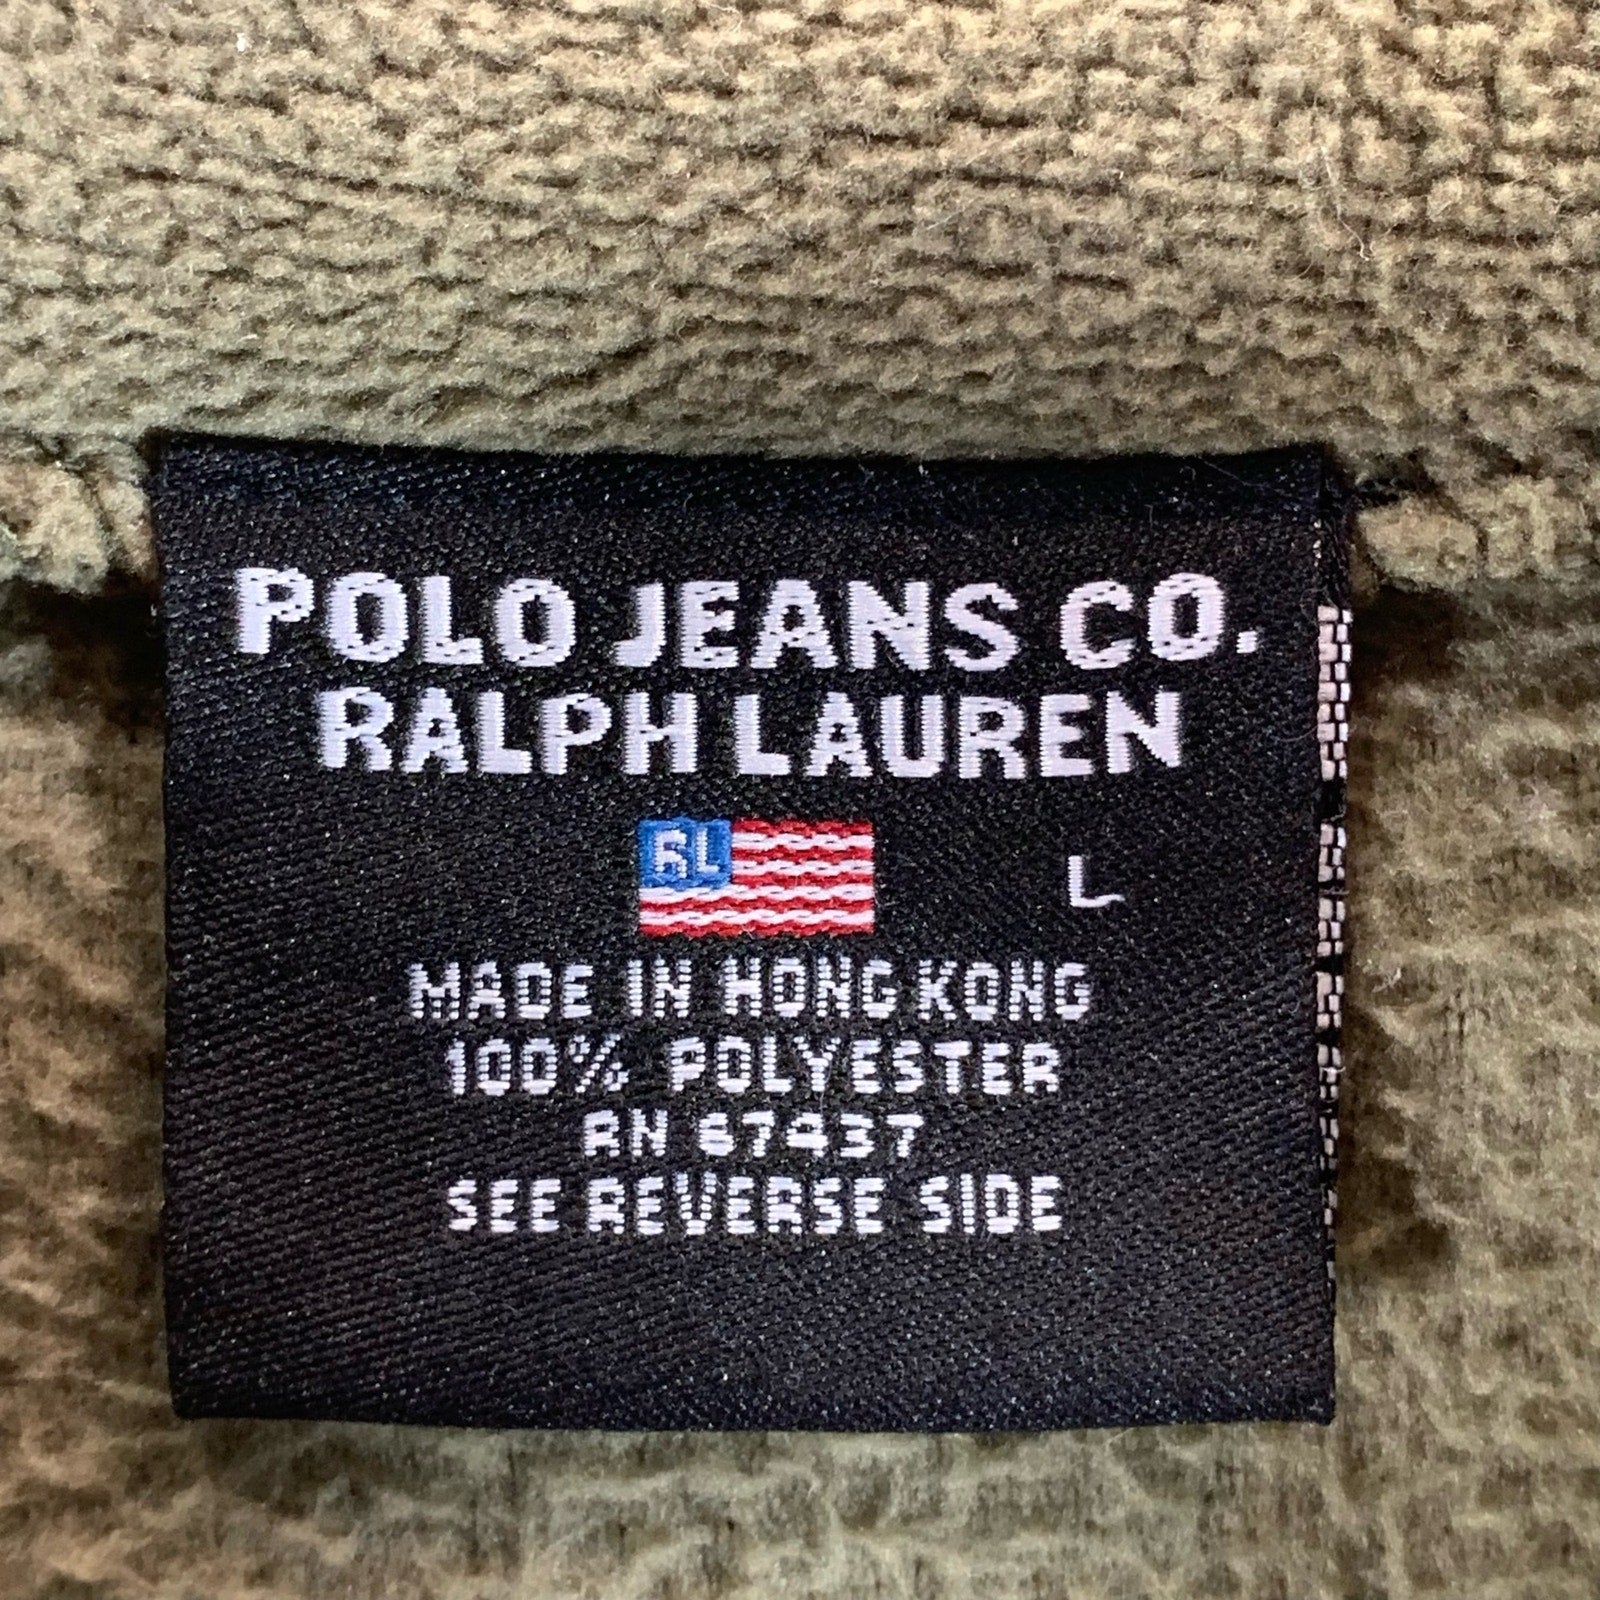 POLO JEANS CO.
RALPH LAUREN
RL
L
MADE IN HONG KONG
100% POLYESTER
RN 67437
SEE REVERSE SIDE